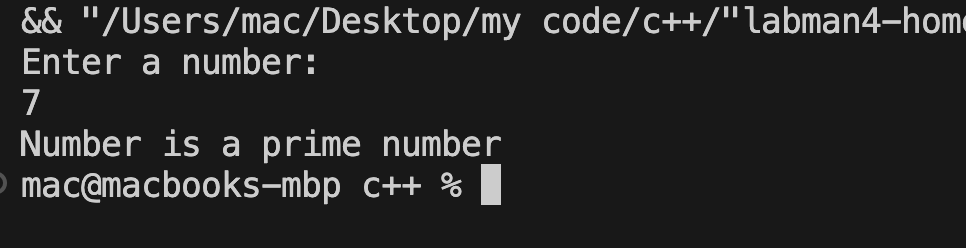 && "/Users/mac/Desktop/my code/c++/"labman4-home
Enter a number:
7
Number is a prime number
mac@macbooks-mbp c++ %